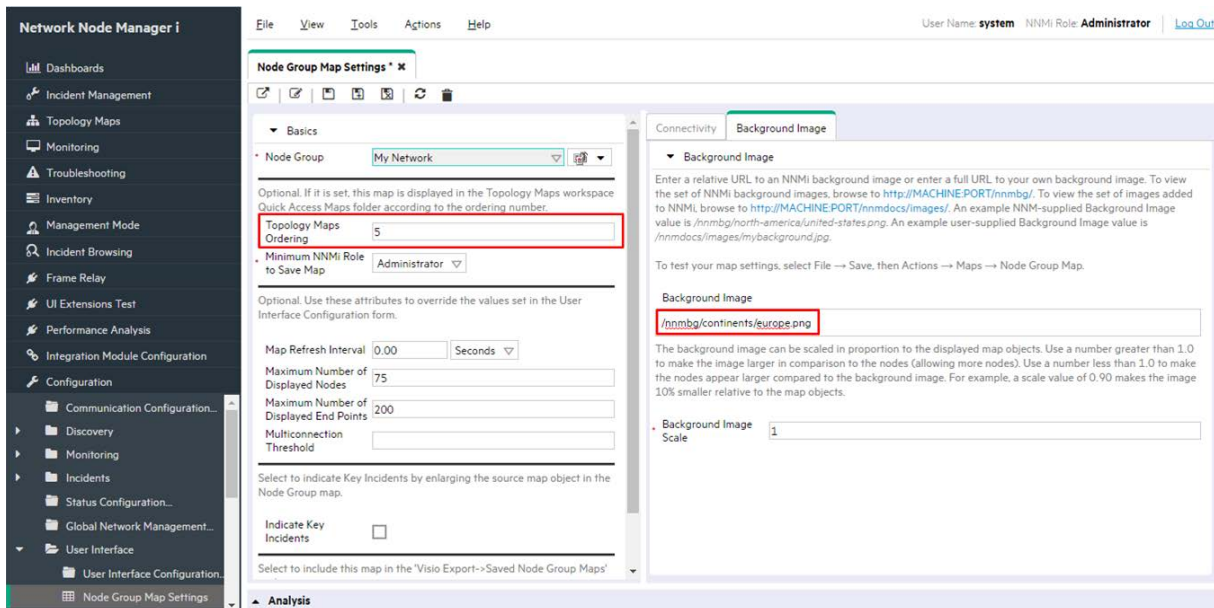 Network Node Manager i
File View Tools Actions Help
User Name: system NNMi Role: Administrator Log Out
Dashboards
Incident Management
Topology Maps
Monitoring
Troubleshooting
Inventory
Management Mode
Incident Browsing
Frame Relay
UI Extensions Test
Performance Analysis
Integration Module Configuration
Configuration
Communication Configuration...
Discovery
Monitoring
Incidents
Status Configuration...
Global Network Management...
User Interface
User Interface Configuration..
Node Group Map Settings
Node Group Map Settings *
Basics
* Node Group My Network
Optional. If it is set, this map is displayed in the Topology Maps workspace
Quick Access Maps folder according to the ordering number.
Topology Maps
Ordering
5
* Minimum NNMi Role
to Save Map
Administrator
Optional. Use these attributes to override the values set in the User
Interface Configuration form.
Map Refresh Interval 0.00 Seconds
Maximum Number of
Displayed Nodes
75
Maximum Number of
Displayed End Points
200
Multiconnection
Threshold
Select to indicate Key Incidents by enlarging the source map object in the
Node Group map.
Indicate Key
Incidents
Select to include this map in the 'Visio Export->Saved Node Group Maps'
Connectivity Background Image
Background Image
Enter a relative URL to an NNMi background image or enter a full URL to your own background image. To view
the set of NNMi background images, browse to http://MACHINE:PORT/nnmbg/. To view the set of images added
to NNMi, browse to http://MACHINE:PORT/nnmdocs/images/. An example NNM-supplied Background Image
value is /nnmbg/north-america/united-states.png. An example user-supplied Background Image value is
/nnmdocs/images/mybackground.jpg.
To test your map settings, select File → Save, then Actions → Maps → Node Group Map.
Background Image
/nnmbg/continents/europe.png
The background image can be scaled in proportion to the displayed map objects. Use a number greater than 1.0
to make the image larger in comparison to the nodes (allowing more nodes). Use a number less than 1.0 to make
the nodes appear larger compared to the background image. For example, a scale value of 0.90 makes the image
10% smaller relative to the map objects.
* Background Image
Scale
1
Analysis